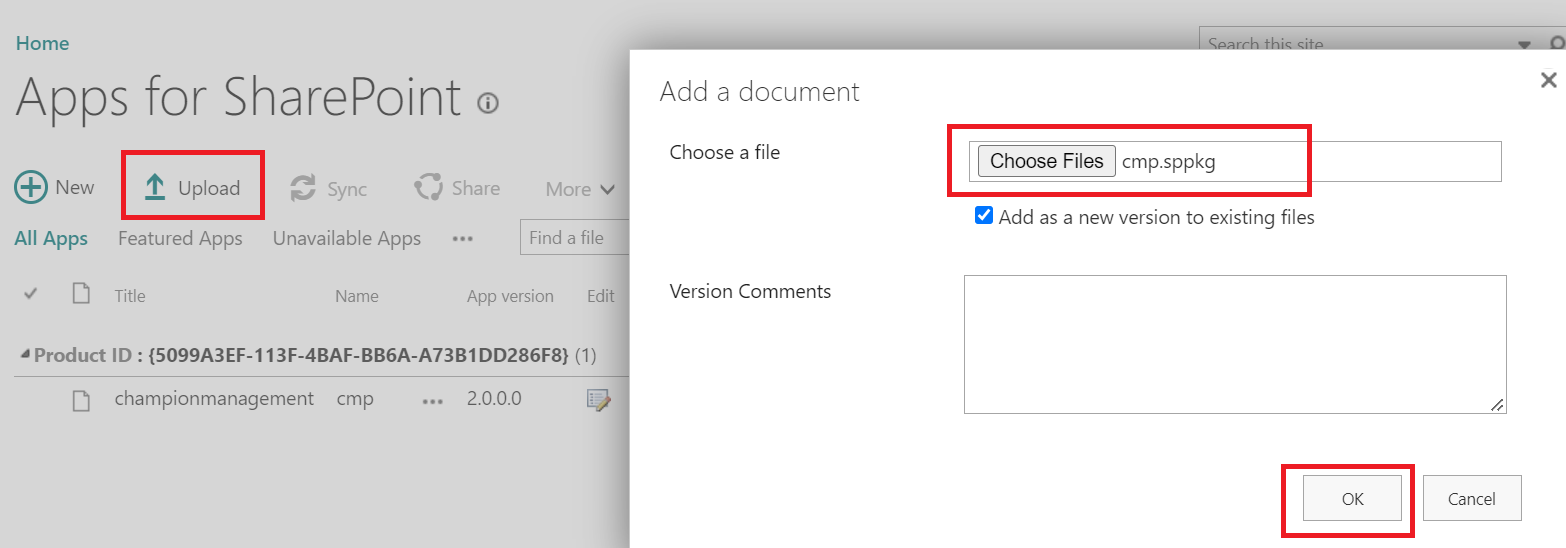 Home
Apps for SharePoint
New Upload Sync Share More
All Apps Featured Apps Unavailable Apps ••• Find a file
Title Name App version Edit
Product ID : {5099A3EF-113F-4BAF-BB6A-A73B1DD286F8} (1)
championmanagement cmp ••• 2.0.0.0
Search this site
Add a document
Choose a file
Choose Files cmp.sppkg
Add as a new version to existing files
Version Comments
OK Cancel